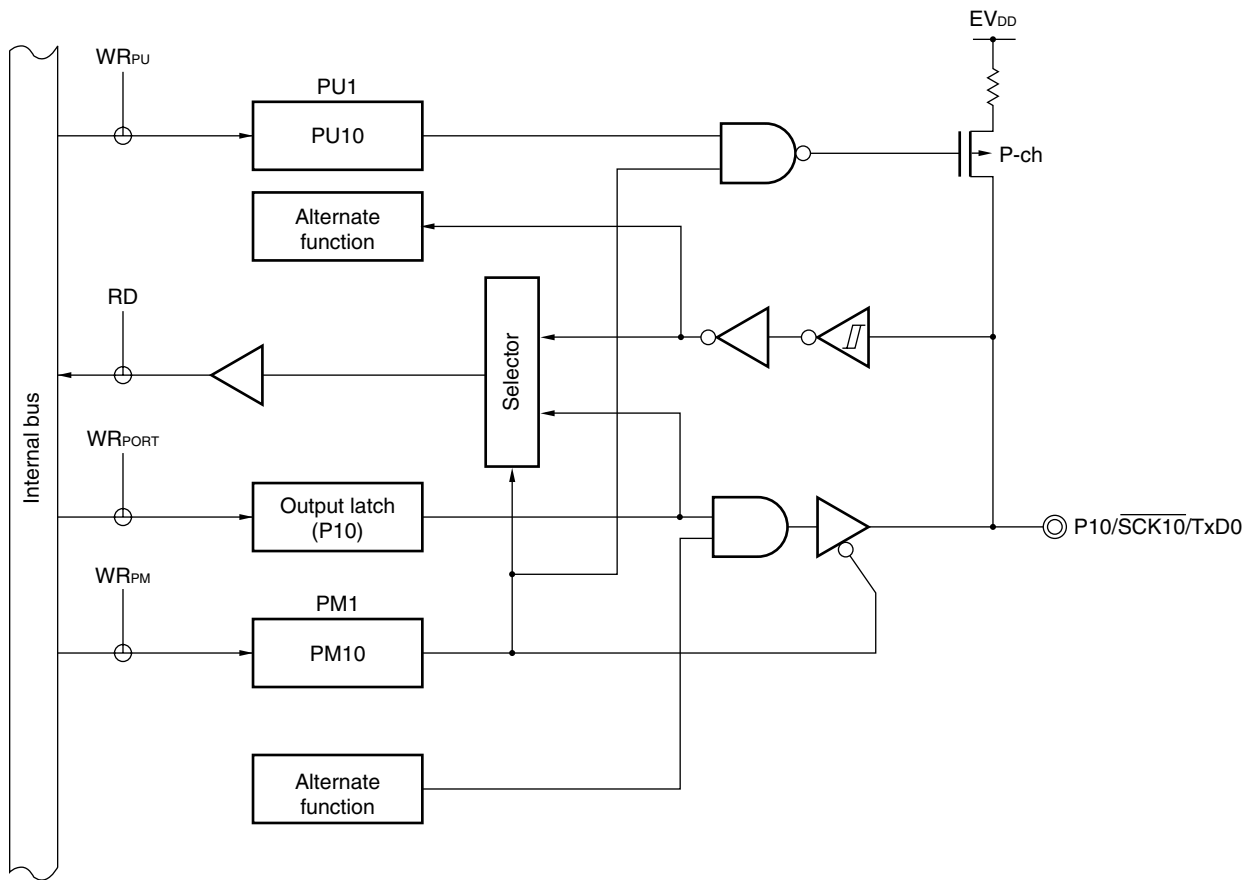 EVDD
WRPU
PU1
PU10
P-ch
Alternate
function
RD
Selector
Internal bus
WRPORT
Output latch
(P10)
P10/SCK10/TxD0
WRPM
PM1
PM10
Alternate
function